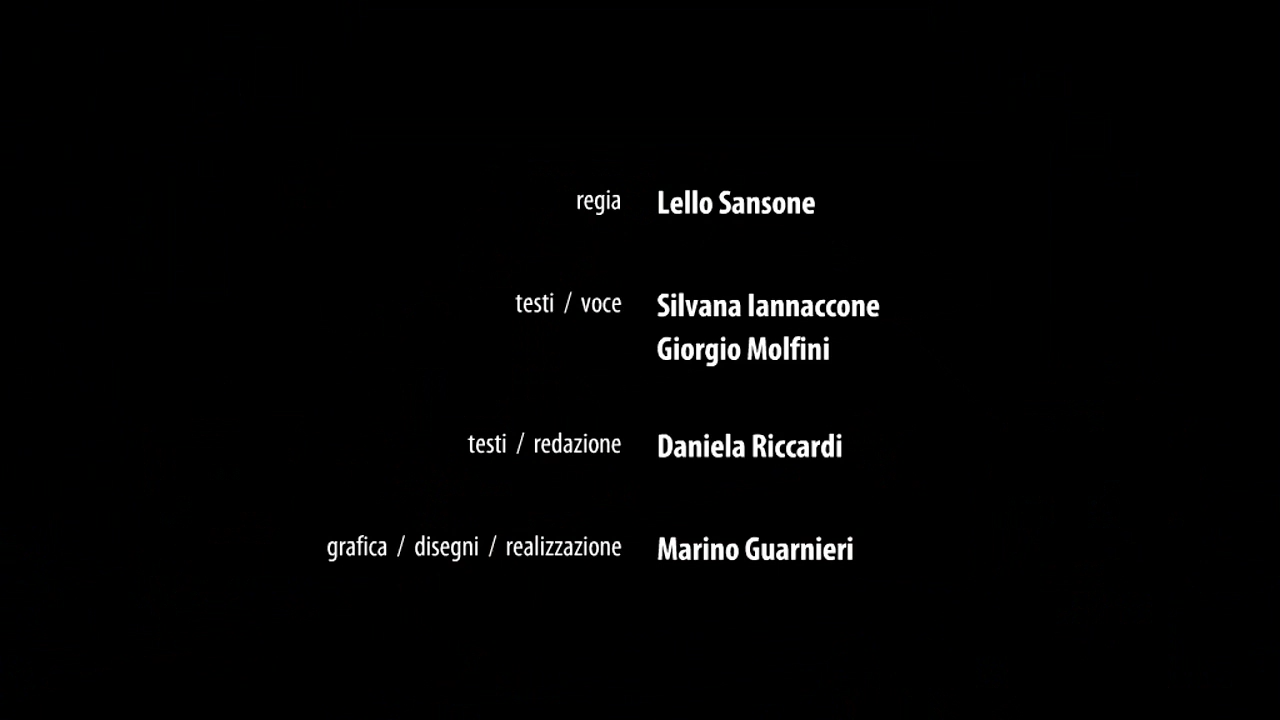 regia Lello Sansone
testi / voce Silvana Iannaccone
Giorgio Molfini
testi / redazione Daniela Riccardi
grafica / disegni / realizzazione Marino Guarnieri